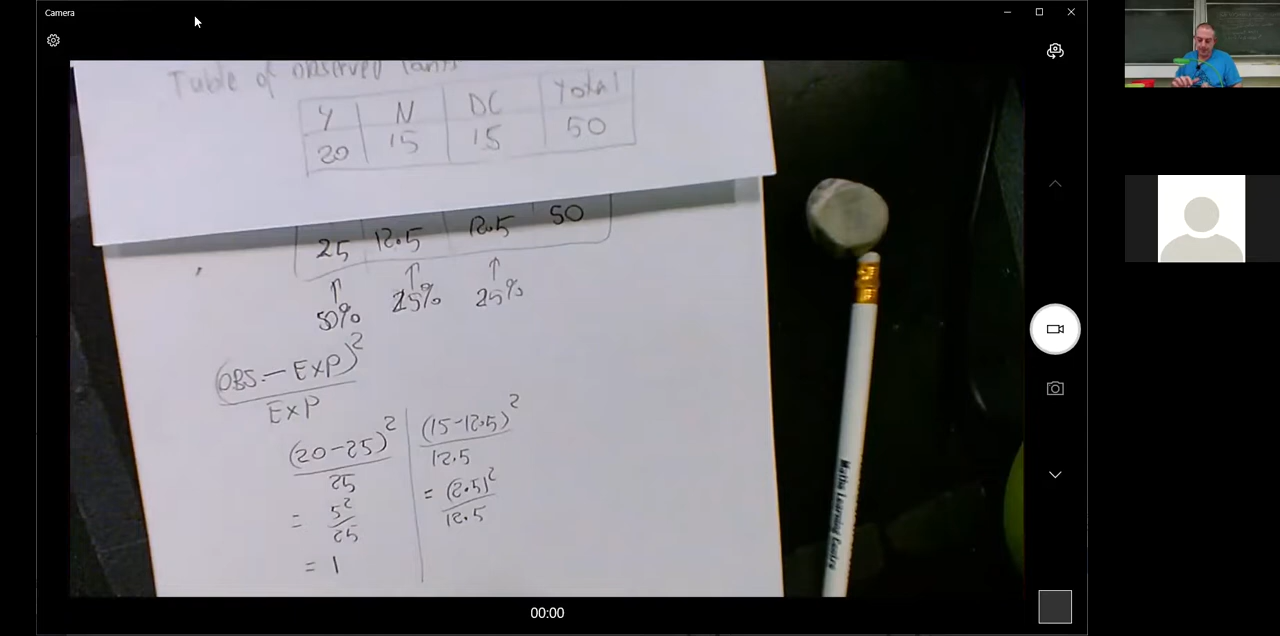 Camera
Table of observed
Y N DC Total
20 15 15 50
25 12.5 12.5 50
↑ ↑ ↑
50% 25% 25%
(OBS. - EXP)²
EXP
(20-25)² (15-12.5)²
25 12.5
= 5² = (2.5)²
25 12.5
= 1
Maths Learning Centre
00:00